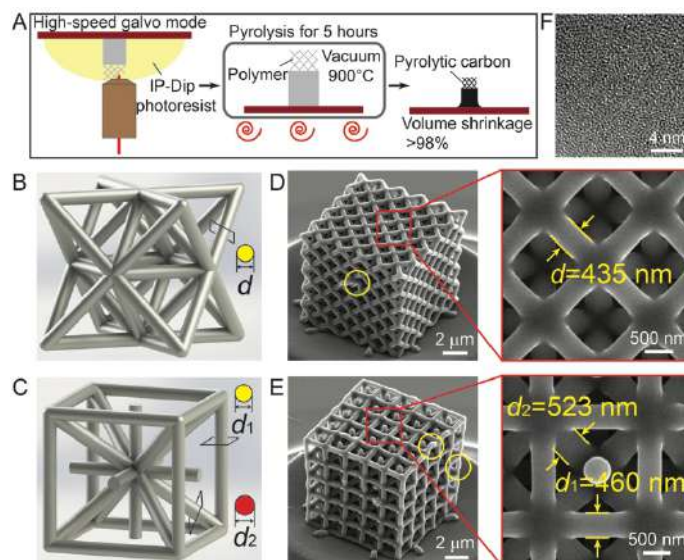 A
High-speed galvo mode
IP-Dip
photoresist
Pyrolysis for 5 hours
Polymer
Vacuum
900°C
Pyrolytic carbon
Volume shrinkage
>98%
F
4 nm
B
d
D
2 μm
d=435 nm
500 nm
C
d1
d2
E
2 μm
d2=523 nm
d1=460 nm
500 nm